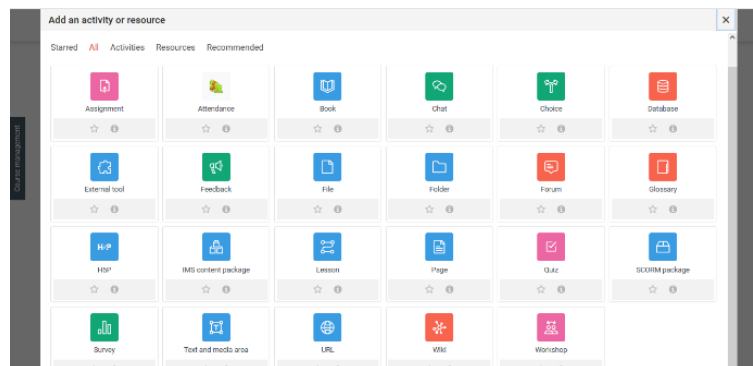 Add an activity or resource
Starred All Activities Resources Recommended
Assignment Attendance Book Chat Choice Database
External tool Feedback File Folder Forum Glossary
H5P
H5P IMS content package Lesson Page Quiz SCORM package
Survey Text and media area URL Wiki Workshop
Course management